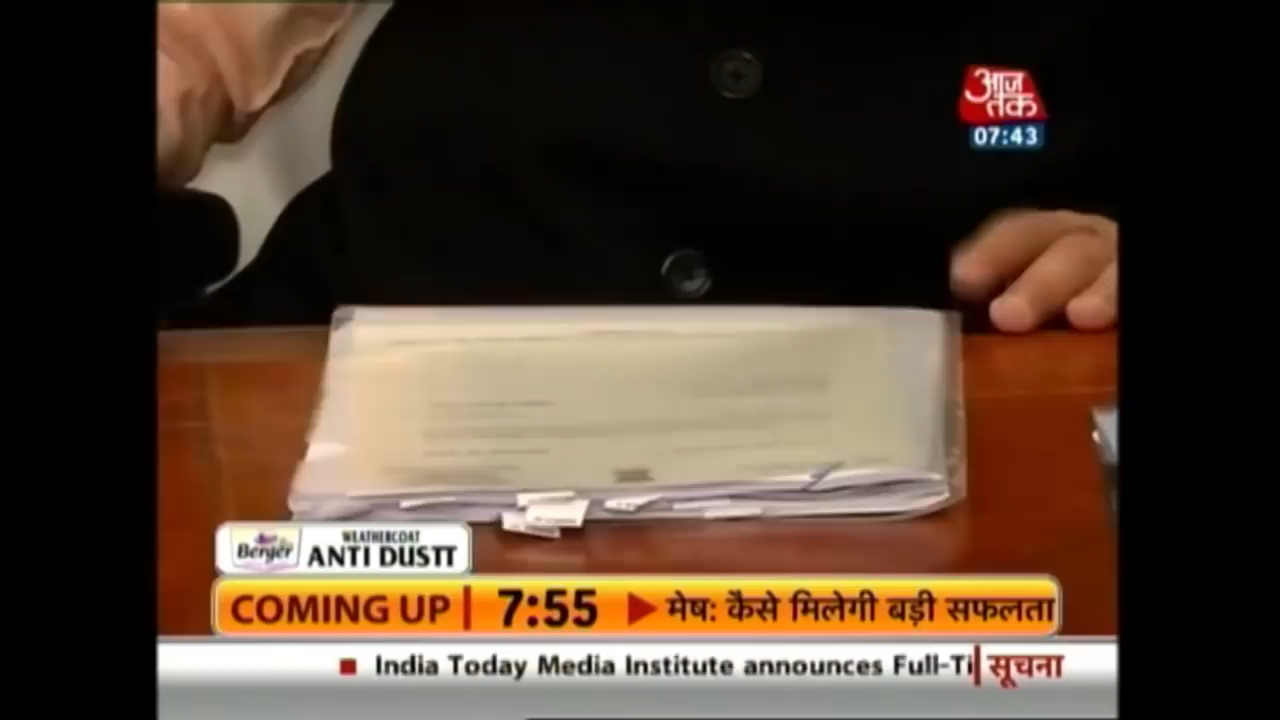 आज
तक
07:43
Berger
WEATHERCOAT
ANTI DUSTT
COMING UP 7:55 मेष: कैसे मिलेगी बड़ी सफलता
India Today Media Institute announces Full-Ti
सूचना